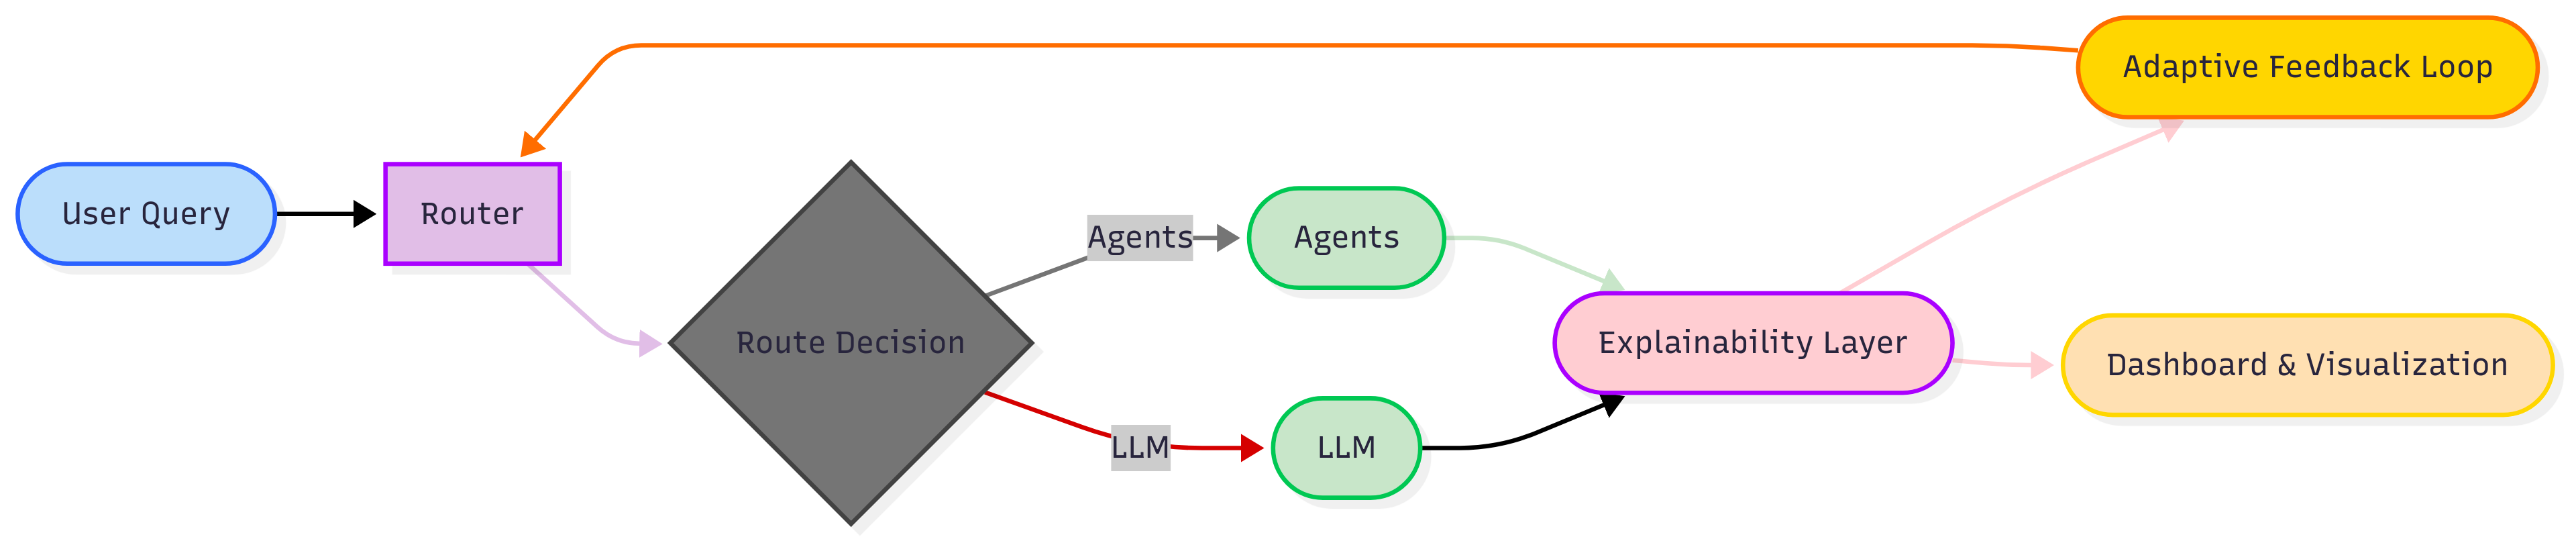 Adaptive Feedback Loop
User Query
Router
Route Decision
Agents
Agents
LLM
LLM
Explainability Layer
Dashboard & Visualization